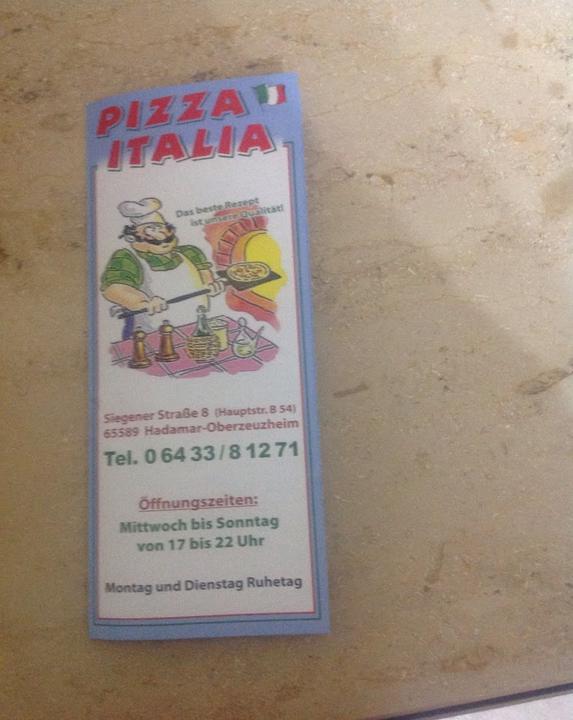 PIZZA
ITALIA
Das beste Rezept
ist unsere Qualität!
Siegener Straße 8 (Hauptstr. B 54)
65589 Hadamar-Oberzeuzheim
Tel. 0 64 33 / 8 12 71
Öffnungszeiten:
Mittwoch bis Sonntag
von 17 bis 22 Uhr
Montag und Dienstag Ruhetag